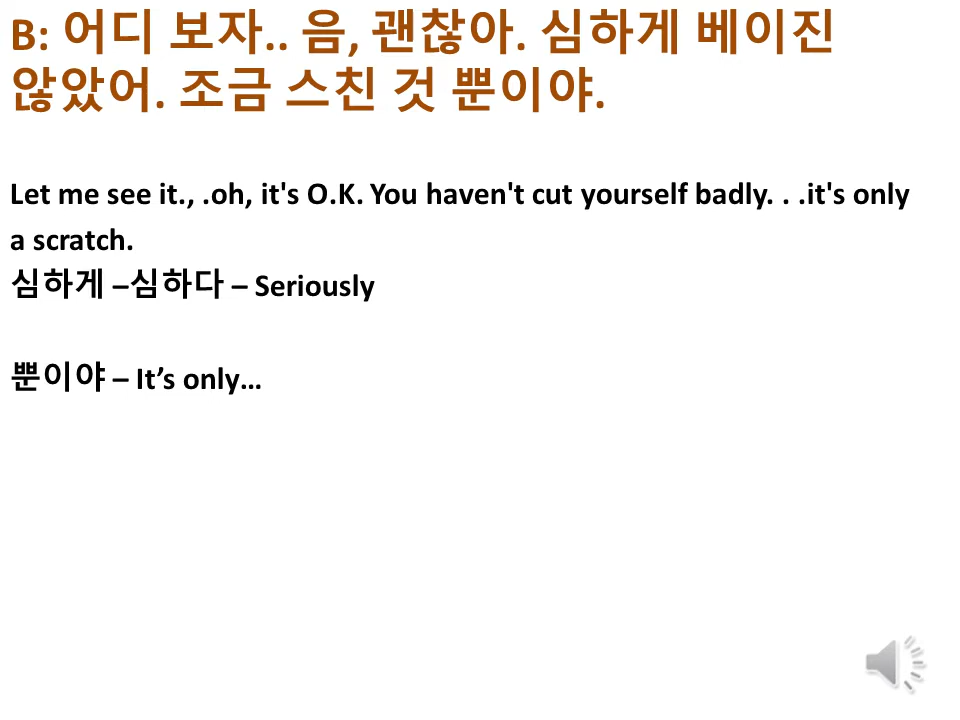 B: 어디 보자.. 음, 괜찮아. 심하게 베이진
않았어. 조금 스친 것 뿐이야.
Let me see it., .oh, it's O.K. You haven't cut yourself badly. . .it's only
a scratch.
심하게 –심하다 – Seriously
뿐이야 – It’s only…